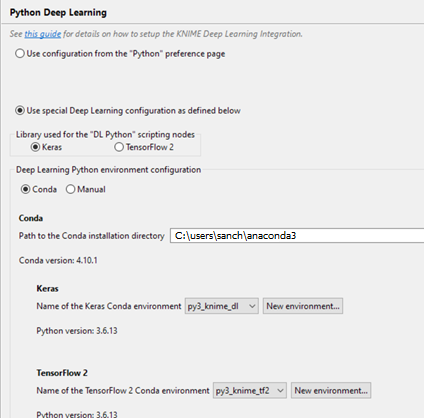 Python Deep Learning
See this guide for details on how to setup the KNIME Deep Learning Integration.
Use configuration from the "Python" preference page
Use special Deep Learning configuration as defined below
Library used for the "DL Python" scripting nodes
Keras TensorFlow 2
Deep Learning Python environment configuration
Conda Manual
Conda
Path to the Conda installation directory C:\users\sanch\anaconda3
Conda version: 4.10.1
Keras
Name of the Keras Conda environment py3_knime_dl New environment...
Python version: 3.6.13
TensorFlow 2
Name of the TensorFlow 2 Conda environment py3_knime_tf2 New environment...
Python version: 3.6.13